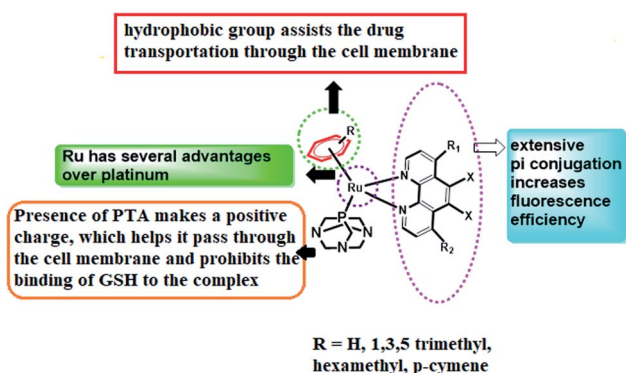 hydrophobic group assists the drug
transportation through the cell membrane
R
Ru has several advantages
over platinum
R1
N
X
Ru
N
X
R2
extensive
pi conjugation
increases
fluorescence
efficiency
Presence of PTA makes a positive
charge, which helps it pass through
the cell membrane and prohibits the
binding of GSH to the complex
P
N
N
N
R = H, 1,3,5 trimethyl,
hexamethyl, p-cymene